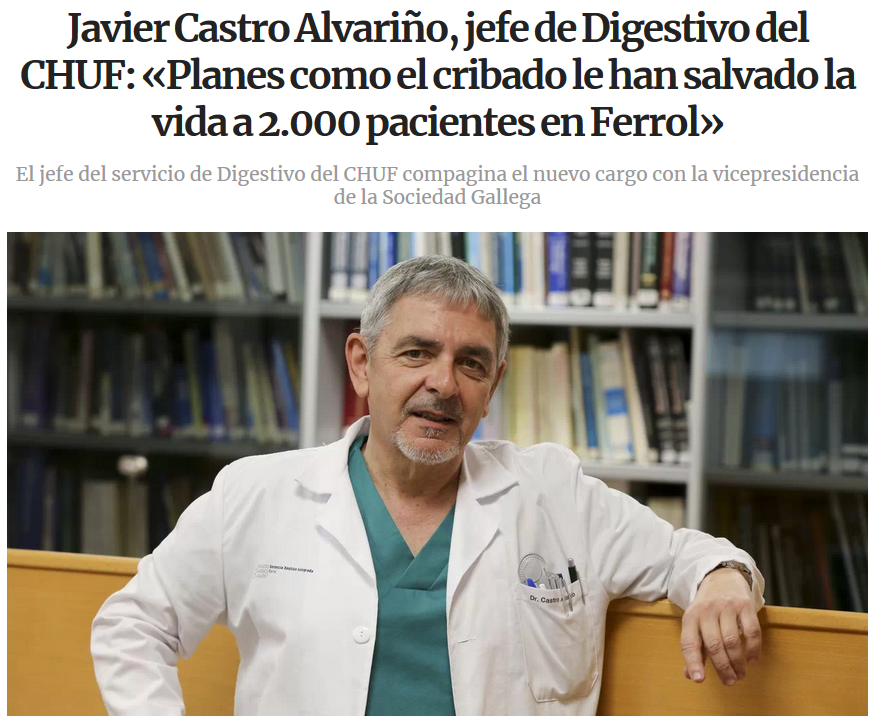 Javier Castro Alvariño, jefe de Digestivo del
CHUF: «Planes como el cribado le han salvado la
vida a 2.000 pacientes en Ferrol»
El jefe del servicio de Digestivo del CHUF compagina el nuevo cargo con la vicepresidencia
de la Sociedad Gallega
Dr. Castro